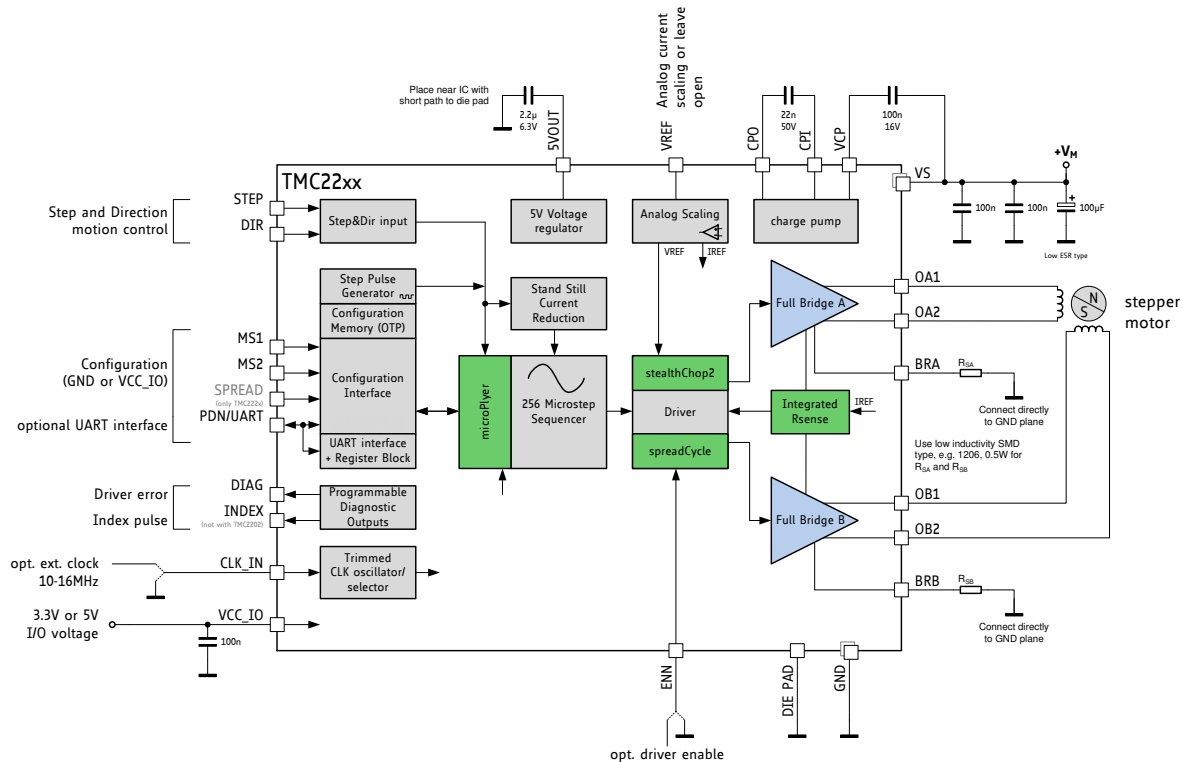 Place near IC with
short path to die pad
2.2µ
6.3V
5VOUT
VREF
Analog current
scaling or leave
open
CPO
22n
50V
CPI
VCP
100n
16V
+VM
VS
100n
100n
+
100µF
Low ESR type
TMC22xx
Step and Direction
motion control
STEP
DIR
Step&Dir input
5V Voltage
regulator
Analog Scaling
VREF
IREF
charge pump
Step Pulse
Generator
Configuration
Memory (OTP)
Stand Still
Current
Reduction
Full Bridge A
OA1
OA2
N
S
stepper
motor
Configuration
(GND or VCC_IO)
optional UART interface
MS1
MS2
SPREAD
(only TMC222x)
PDN/UART
Configuration
Interface
UART interface
+ Register Block
microPlyer
256 Microstep
Sequencer
stealthChop2
Driver
spreadCycle
Integrated
Rsense
IREF
BRA
RSA
Connect directly
to GND plane
Use low inductivity SMD
type, e.g. 1206, 0.5W for
RSA and RSB
Driver error
Index pulse
DIAG
INDEX
(not with TMC2202)
Programmable
Diagnostic
Outputs
Full Bridge B
OB1
OB2
opt. ext. clock
10-16MHz
CLK_IN
Trimmed
CLK oscillator/
selector
BRB
RSB
Connect directly
to GND plane
3.3V or 5V
I/O voltage
VCC_IO
100n
ENN
DIE PAD
GND
opt. driver enable